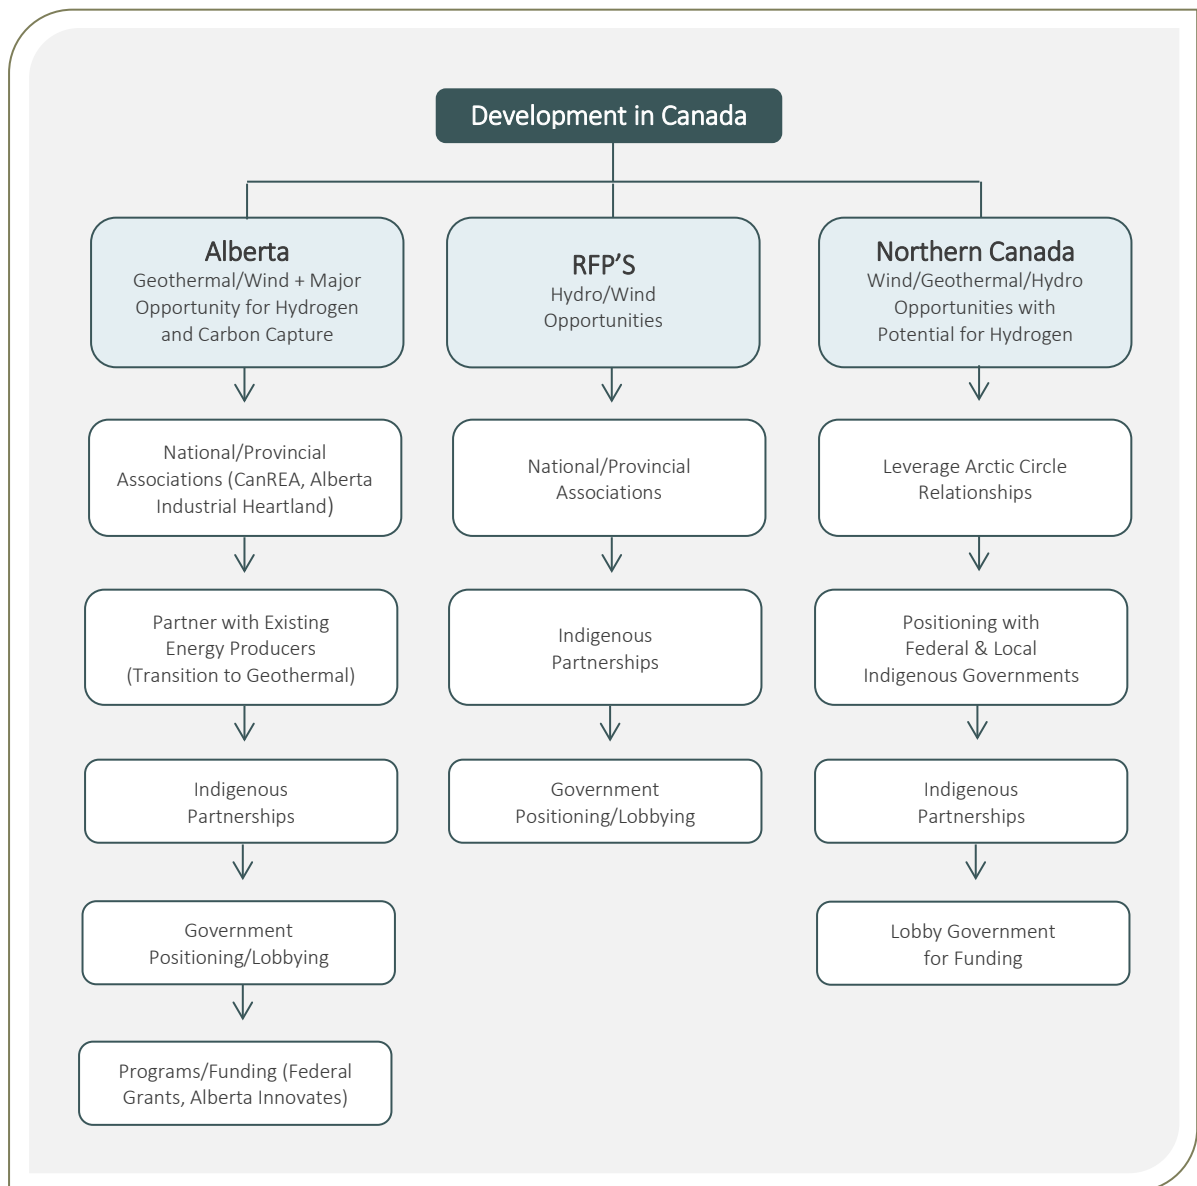 Development in Canada
Alberta
Geothermal/Wind + Major
Opportunity for Hydrogen
and Carbon Capture
National/Provincial
Associations (CanREA, Alberta
Industrial Heartland)
Partner with Existing
Energy Producers
(Transition to Geothermal)
Indigenous
Partnerships
Government
Positioning/Lobbying
Programs/Funding (Federal
Grants, Alberta Innovates)
RFP’S
Hydro/Wind
Opportunities
National/Provincial
Associations
Indigenous
Partnerships
Government
Positioning/Lobbying
Northern Canada
Wind/Geothermal/Hydro
Opportunities with
Potential for Hydrogen
Leverage Arctic Circle
Relationships
Positioning with
Federal & Local
Indigenous Governments
Indigenous
Partnerships
Lobby Government
for Funding